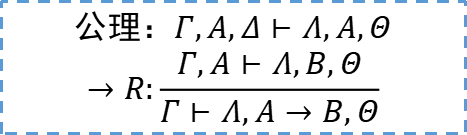 公理：Γ, A, Δ ⊢ Λ, A, Θ
→ R: Γ, A ⊢ Λ, B, Θ
Γ ⊢ Λ, A → B, Θ